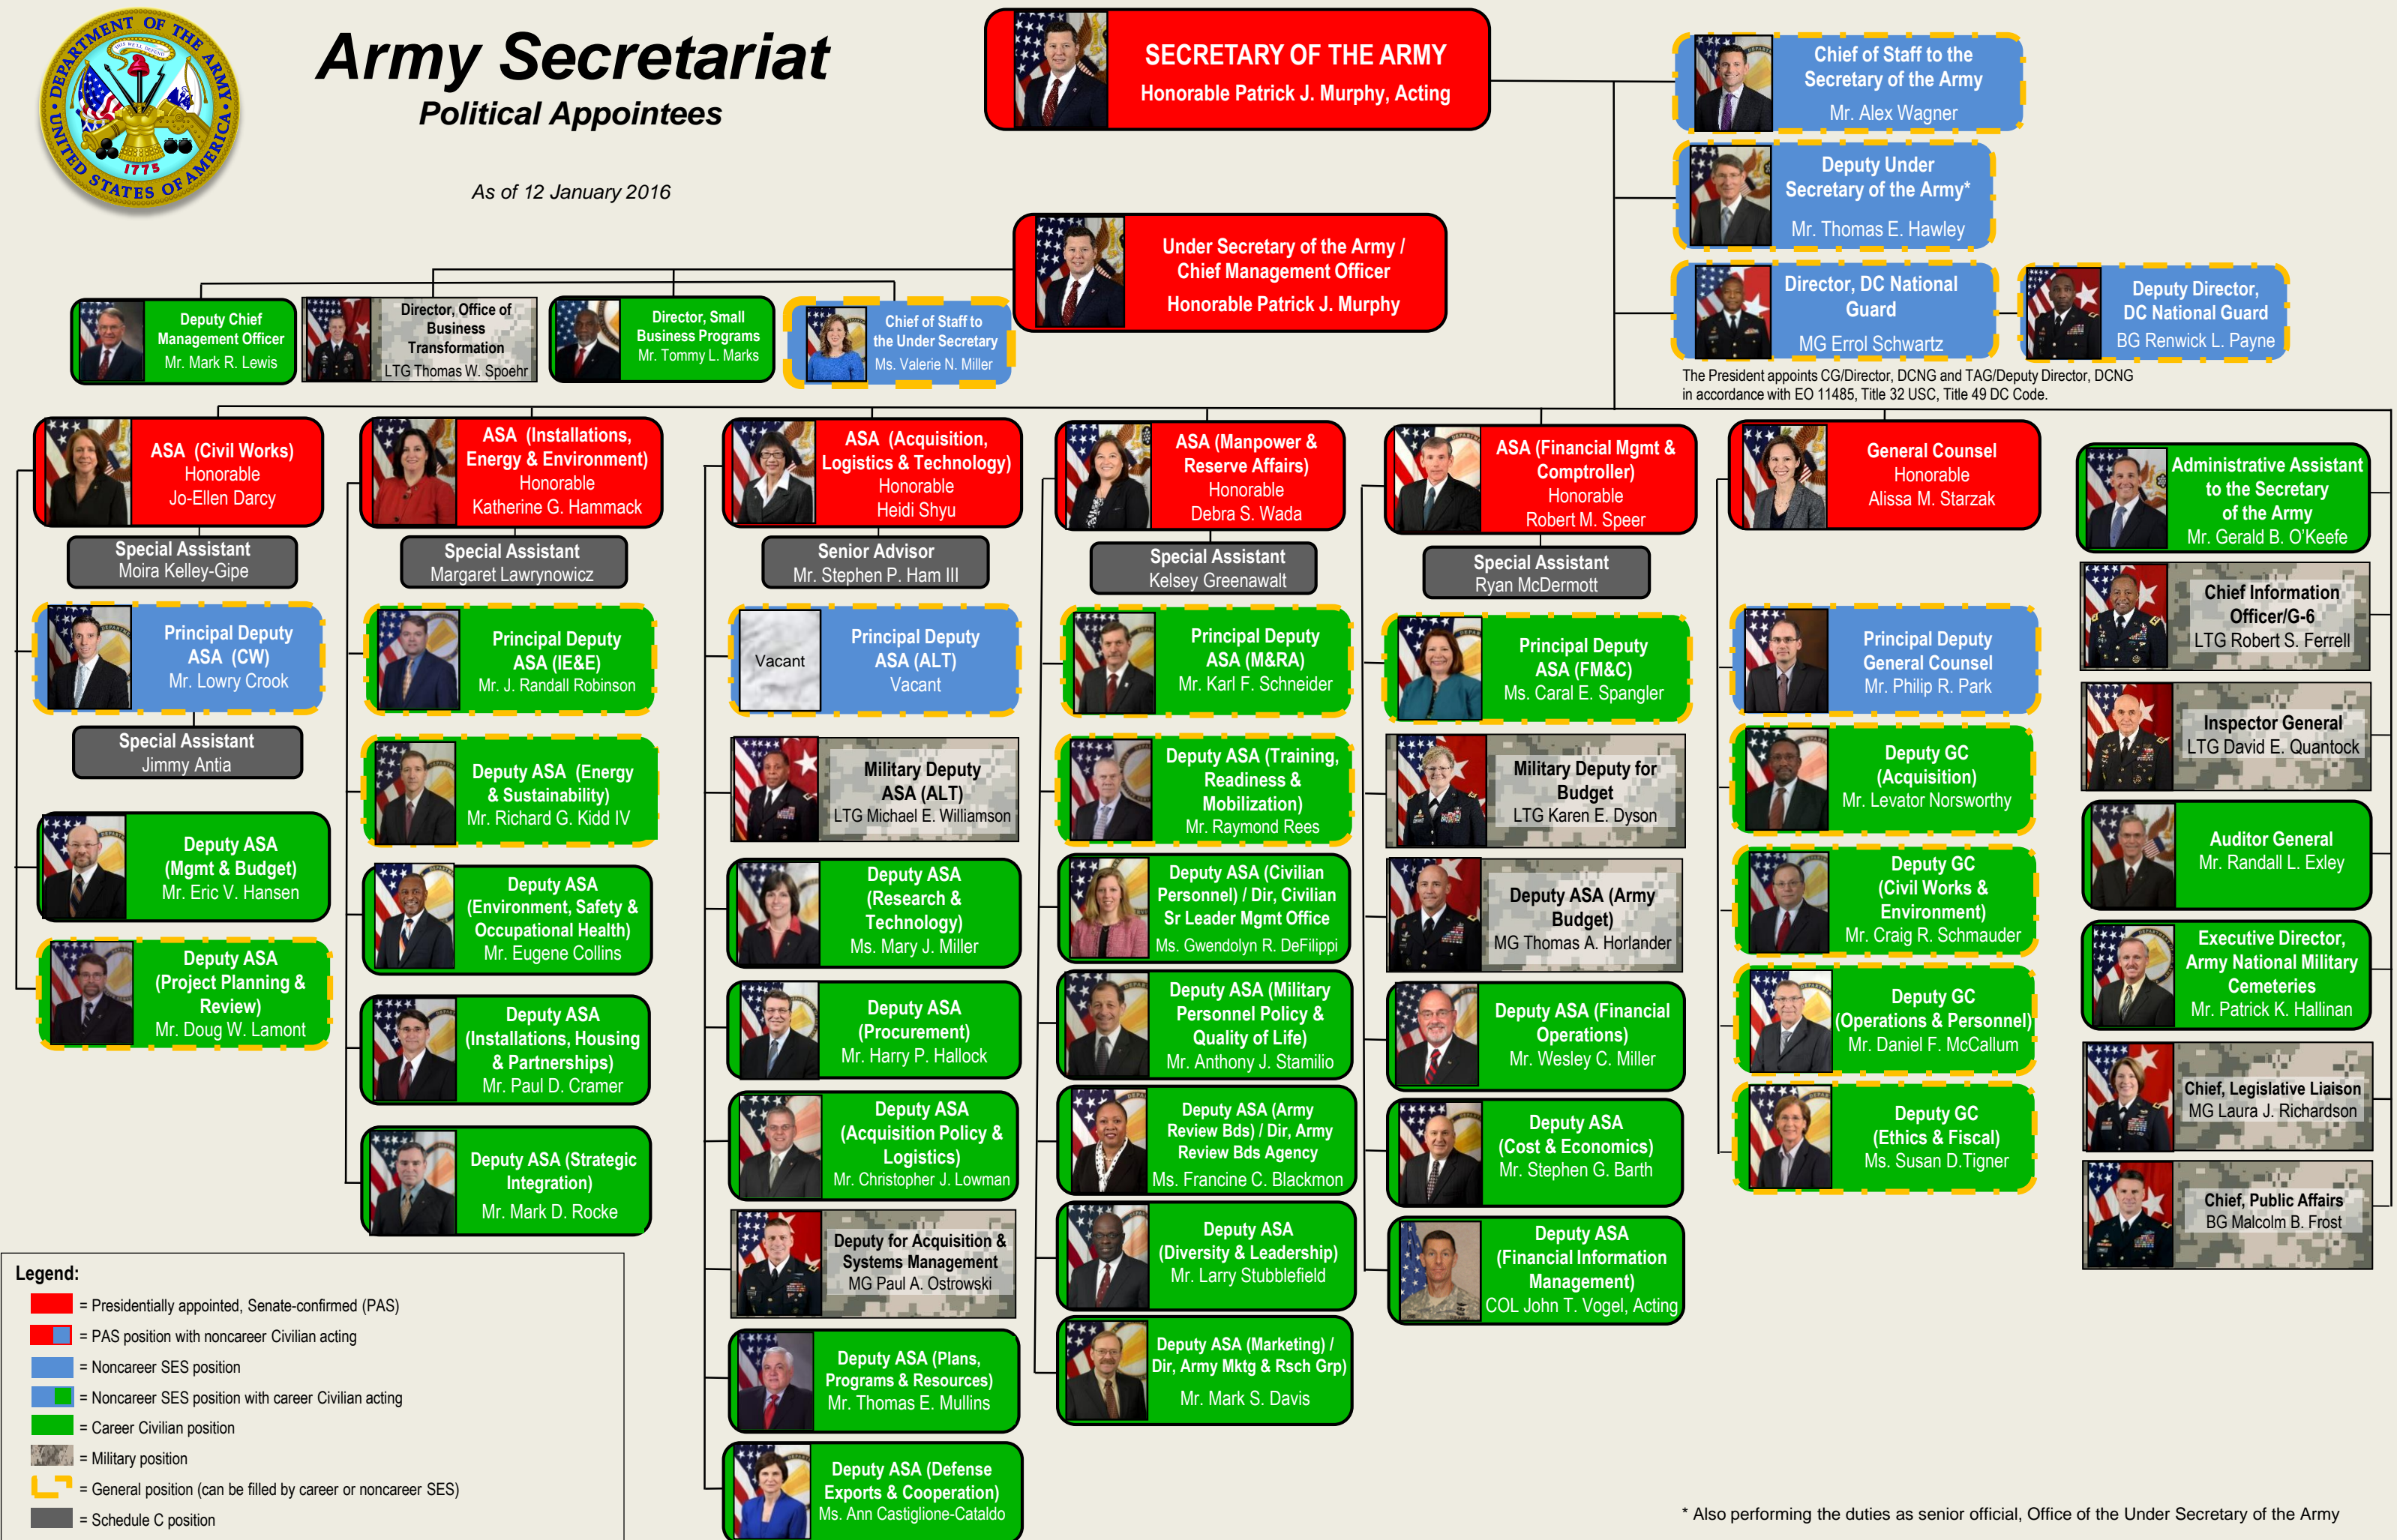 DEPARTMENT OF THE ARMY
UNITED STATES OF AMERICA
THIS WE'LL DEFEND
1775
Army Secretariat
Political Appointees
As of 12 January 2016
SECRETARY OF THE ARMY
Honorable Patrick J. Murphy, Acting
Chief of Staff to the
Secretary of the Army
Mr. Alex Wagner
Deputy Under
Secretary of the Army*
Mr. Thomas E. Hawley
Under Secretary of the Army /
Chief Management Officer
Honorable Patrick J. Murphy
Director, DC National
Guard
MG Errol Schwartz
Deputy Director,
DC National Guard
BG Renwick L. Payne
The President appoints CG/Director, DCNG and TAG/Deputy Director, DCNG
in accordance with EO 11485, Title 32 USC, Title 49 DC Code.
Deputy Chief
Management Officer
Mr. Mark R. Lewis
Director, Office of
Business
Transformation
LTG Thomas W. Spoehr
Director, Small
Business Programs
Mr. Tommy L. Marks
Chief of Staff to
the Under Secretary
Ms. Valerie N. Miller
ASA (Civil Works)
Honorable
Jo-Ellen Darcy
Special Assistant
Moira Kelley-Gipe
Principal Deputy
ASA (CW)
Mr. Lowry Crook
Special Assistant
Jimmy Antia
Deputy ASA
(Mgmt & Budget)
Mr. Eric V. Hansen
Deputy ASA
(Project Planning &
Review)
Mr. Doug W. Lamont
ASA (Installations,
Energy & Environment)
Honorable
Katherine G. Hammack
Special Assistant
Margaret Lawrynowicz
Principal Deputy
ASA (IE&E)
Mr. J. Randall Robinson
Deputy ASA (Energy
& Sustainability)
Mr. Richard G. Kidd IV
Deputy ASA
(Environment, Safety &
Occupational Health)
Mr. Eugene Collins
Deputy ASA
(Installations, Housing
& Partnerships)
Mr. Paul D. Cramer
Deputy ASA (Strategic
Integration)
Mr. Mark D. Rocke
ASA (Acquisition,
Logistics & Technology)
Honorable
Heidi Shyu
Senior Advisor
Mr. Stephen P. Ham III
Vacant
Principal Deputy
ASA (ALT)
Vacant
Military Deputy
ASA (ALT)
LTG Michael E. Williamson
Deputy ASA
(Research &
Technology)
Ms. Mary J. Miller
Deputy ASA
(Procurement)
Mr. Harry P. Hallock
Deputy ASA
(Acquisition Policy &
Logistics)
Mr. Christopher J. Lowman
Deputy for Acquisition &
Systems Management
MG Paul A. Ostrowski
Deputy ASA (Plans,
Programs & Resources)
Mr. Thomas E. Mullins
Deputy ASA (Defense
Exports & Cooperation)
Ms. Ann Castiglione-Cataldo
ASA (Manpower &
Reserve Affairs)
Honorable
Debra S. Wada
Special Assistant
Kelsey Greenawalt
Principal Deputy
ASA (M&RA)
Mr. Karl F. Schneider
Deputy ASA (Training,
Readiness &
Mobilization)
Mr. Raymond Rees
Deputy ASA (Civilian
Personnel) / Dir, Civilian
Sr Leader Mgmt Office
Ms. Gwendolyn R. DeFilippi
Deputy ASA (Military
Personnel Policy &
Quality of Life)
Mr. Anthony J. Stamilio
Deputy ASA (Army
Review Bds) / Dir, Army
Review Bds Agency
Ms. Francine C. Blackmon
Deputy ASA
(Diversity & Leadership)
Mr. Larry Stubblefield
Deputy ASA (Marketing) /
Dir, Army Mktg & Rsch Grp)
Mr. Mark S. Davis
ASA (Financial Mgmt &
Comptroller)
Honorable
Robert M. Speer
Special Assistant
Ryan McDermott
Principal Deputy
ASA (FM&C)
Ms. Caral E. Spangler
Military Deputy for
Budget
LTG Karen E. Dyson
Deputy ASA (Army
Budget)
MG Thomas A. Horlander
Deputy ASA (Financial
Operations)
Mr. Wesley C. Miller
Deputy ASA
(Cost & Economics)
Mr. Stephen G. Barth
Deputy ASA
(Financial Information
Management)
COL John T. Vogel, Acting
General Counsel
Honorable
Alissa M. Starzak
Principal Deputy
General Counsel
Mr. Philip R. Park
Deputy GC
(Acquisition)
Mr. Levator Norsworthy
Deputy GC
(Civil Works &
Environment)
Mr. Craig R. Schmauder
Deputy GC
(Operations & Personnel)
Mr. Daniel F. McCallum
Deputy GC
(Ethics & Fiscal)
Ms. Susan D.Tigner
Administrative Assistant
to the Secretary
of the Army
Mr. Gerald B. O'Keefe
Chief Information
Officer/G-6
LTG Robert S. Ferrell
Inspector General
LTG David E. Quantock
Auditor General
Mr. Randall L. Exley
Executive Director,
Army National Military
Cemeteries
Mr. Patrick K. Hallinan
Chief, Legislative Liaison
MG Laura J. Richardson
Chief, Public Affairs
BG Malcolm B. Frost
Legend:
= Presidentially appointed, Senate-confirmed (PAS)
= PAS position with noncareer Civilian acting
= Noncareer SES position
= Noncareer SES position with career Civilian acting
= Career Civilian position
= Military position
= General position (can be filled by career or noncareer SES)
= Schedule C position
* Also performing the duties as senior official, Office of the Under Secretary of the Army